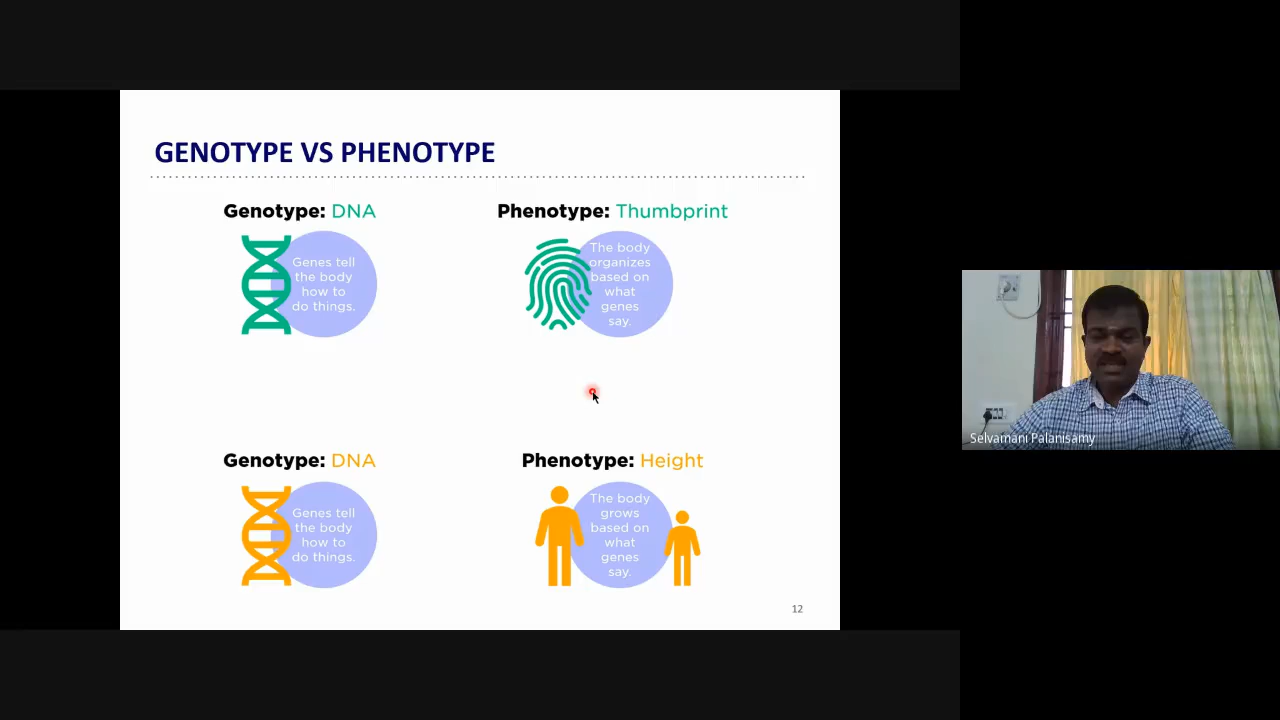 GENOTYPE VS PHENOTYPE
Genotype: DNA
Genes tell
the body
how to
do things.
Phenotype: Thumbprint
The body
organizes
based on
what
genes
say.
Genotype: DNA
Genes tell
the body
how to
do things.
Phenotype: Height
The body
grows
based on
what
genes
say.
12
Selvamani Palanisamy